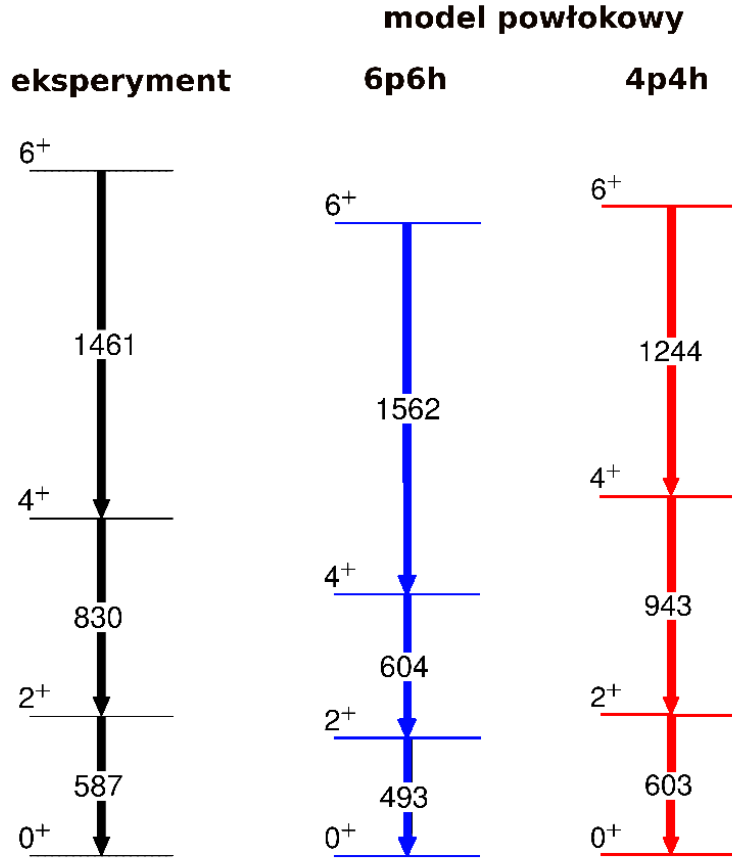 model powłokowy
eksperyment 6p6h 4p4h
6⁺ 6⁺ 6⁺
1461 1562 1244
4⁺ 4⁺ 4⁺
830 604 943
2⁺ 2⁺ 2⁺
587 493 603
0⁺ 0⁺ 0⁺